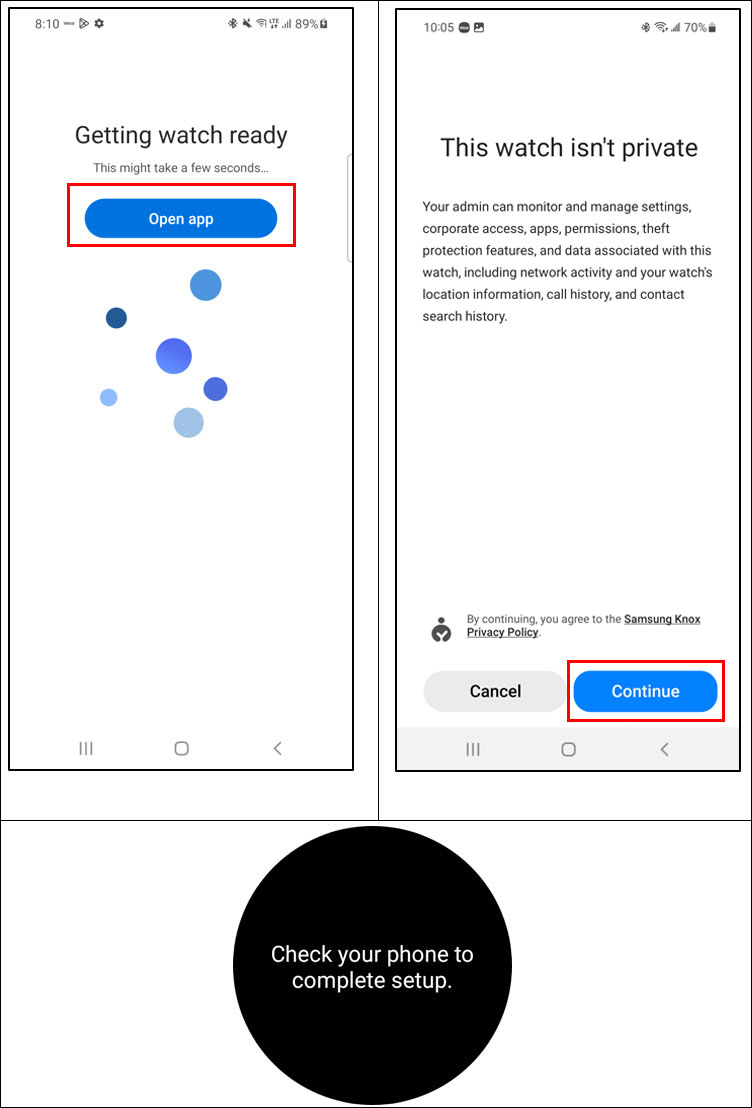 8:10 LTE 89%
Getting watch ready
This might take a few seconds...
Open app
10:05 70%
This watch isn't private
Your admin can monitor and manage settings,
corporate access, apps, permissions, theft
protection features, and data associated with this
watch, including network activity and your watch's
location information, call history, and contact
search history.
By continuing, you agree to the Samsung Knox
Privacy Policy.
Cancel Continue
Check your phone to
complete setup.